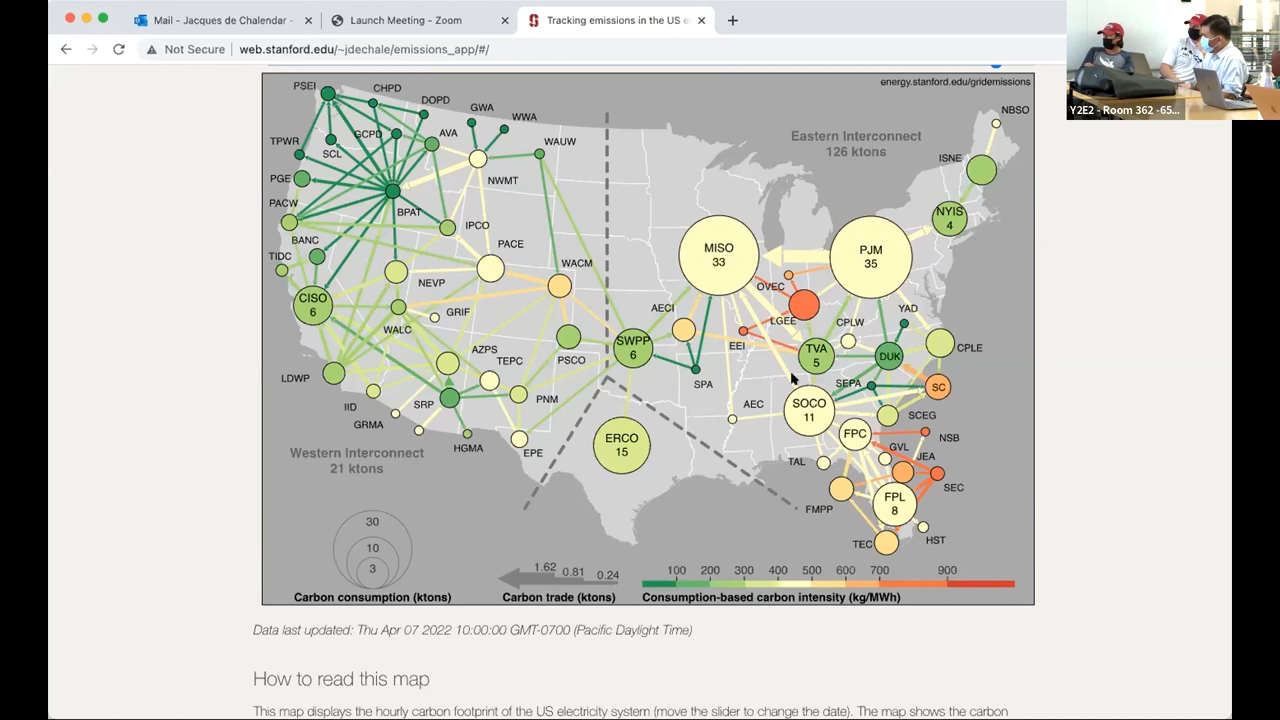 Mail - Jacques de Chalendar -
Launch Meeting - Zoom
Tracking emissions in the US e
Not Secure
web.stanford.edu/~jdechale/emissions_app/#/
Y2E2 - Room 362 -65...
energy.stanford.edu/gridemissions
PSEI
CHPD
DOPD
GWA
WWA
NBSO
TPWR
SCL
GCPD
AVA
WAUW
Eastern Interconnect
126 ktons
ISNE
PGE
NWMT
PACW
BPAT
IPCO
NYIS
4
BANC
PACE
MISO
33
PJM
35
TIDC
NEVP
WACM
OVEC
CISO
6
GRIF
AECI
LGEE
CPLW
YAD
WALC
EEI
AZPS
TEPC
PSCO
SWPP
6
TVA
5
DUK
CPLE
LDWP
SPA
SEPA
SC
IID
SRP
PNM
AEC
SOCO
11
SCEG
GRMA
HGMA
EPE
ERCO
15
FPC
NSB
GVL
JEA
Western Interconnect
21 ktons
TAL
SEC
FMPP
FPL
8
TEC
HST
30
10
3
Carbon consumption (ktons)
1.62
0.81
0.24
Carbon trade (ktons)
100
200
300
400
500
600
700
900
Consumption-based carbon intensity (kg/MWh)
Data last updated: Thu Apr 07 2022 10:00:00 GMT-0700 (Pacific Daylight Time)
How to read this map
This map displays the hourly carbon footprint of the US electricity system (move the slider to change the date). The map shows the carbon